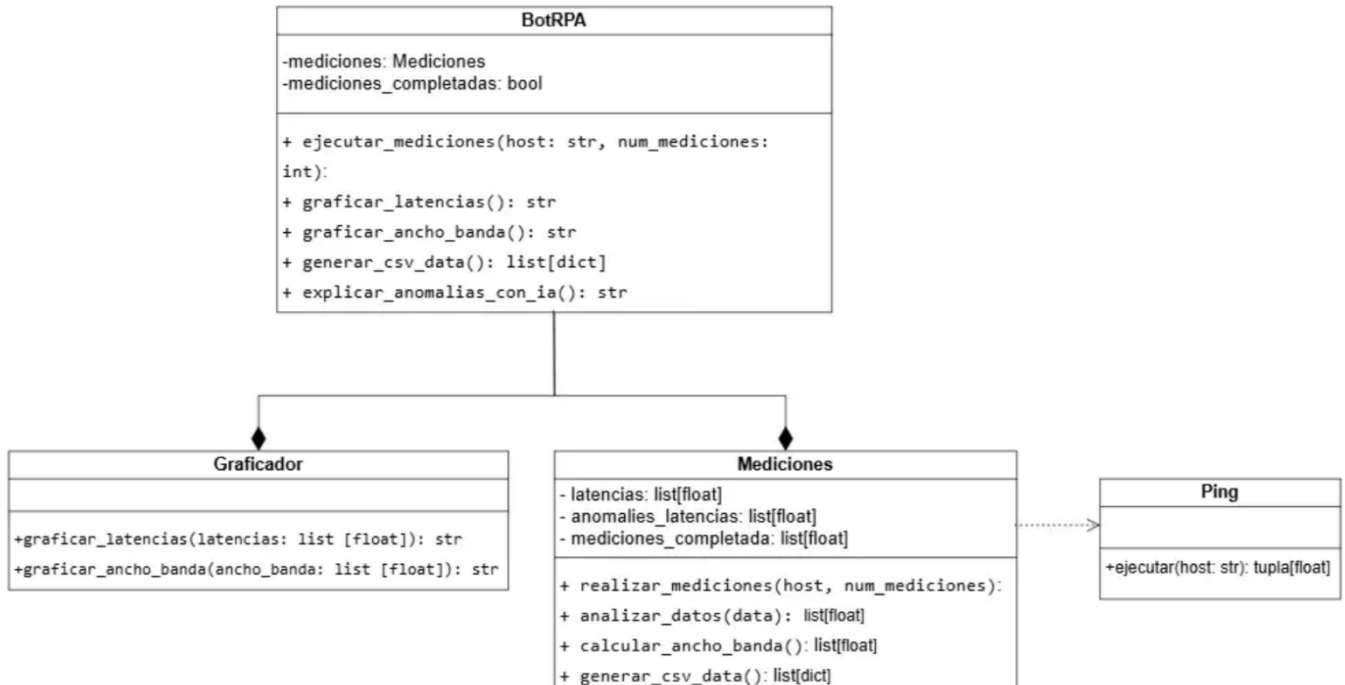 BotRPA
-mediciones: Mediciones
-mediciones_completadas: bool
+ ejecutar_mediciones(host: str, num_mediciones:
int):
+ graficar_latencias(): str
+ graficar_ancho_banda(): str
+ generar_csv_data(): list[dict]
+ explicar_anomalias_con_ia(): str
Graficador
+graficar_latencias(latencias: list [float]): str
+graficar_ancho_banda(ancho_banda: list [float]): str
Mediciones
- latencias: list[float]
- anomalies_latencias: list[float]
- mediciones_completada: list[float]
+ realizar_mediciones(host, num_mediciones):
+ analizar_datos(data): list[float]
+ calcular_ancho_banda(): list[float]
+ generar_csv_data(): list[dict]
Ping
+ejecutar(host: str): tupla[float]